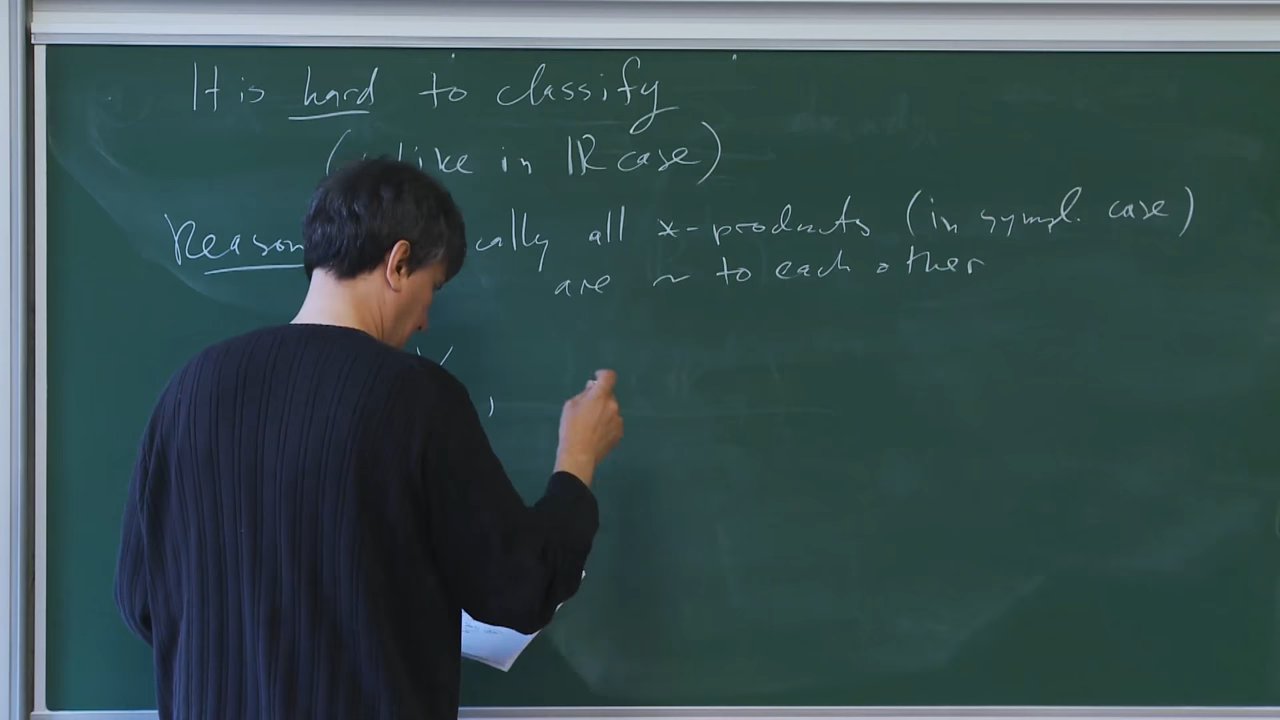 It is hard to classify
( like in IR case)
Reason cally all *-products (in sympl. case)
are ~ to each other